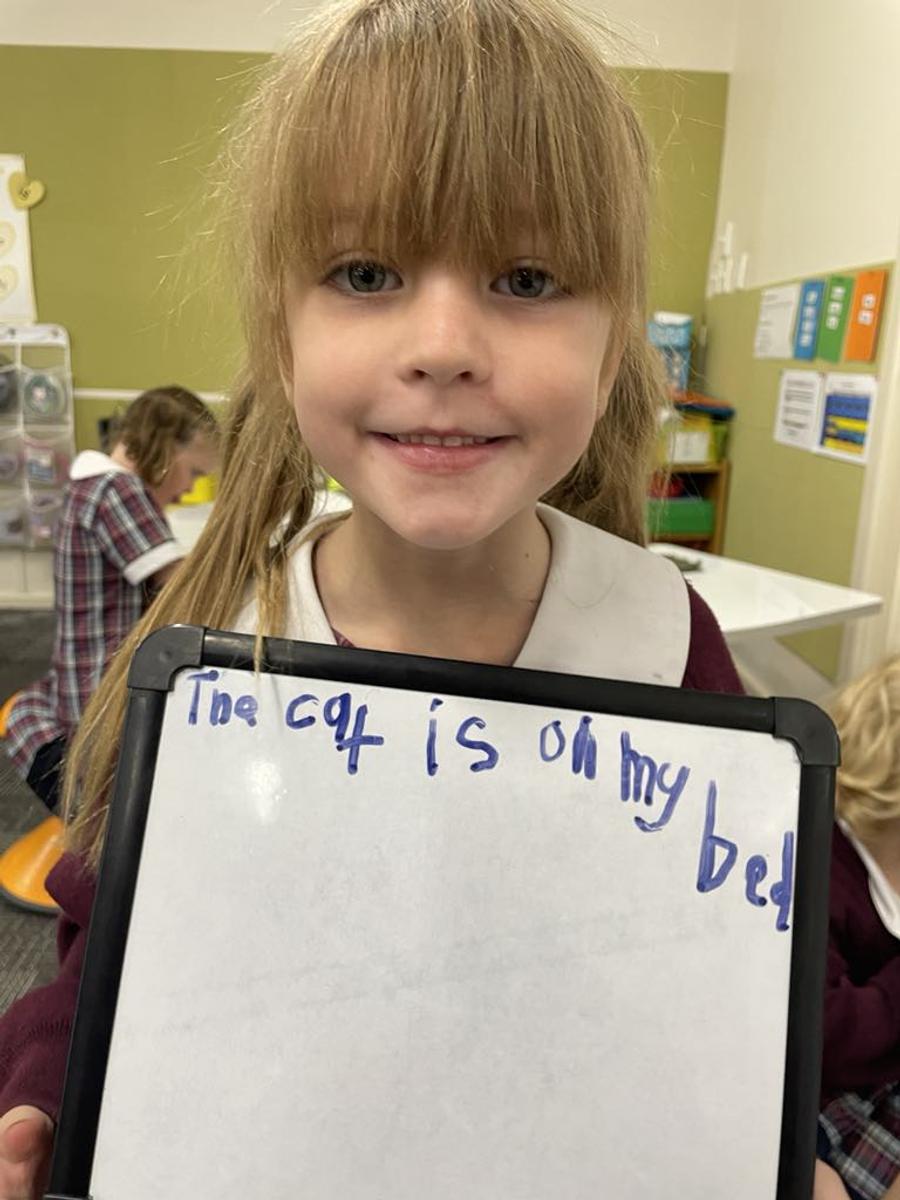 The cat is on my bed